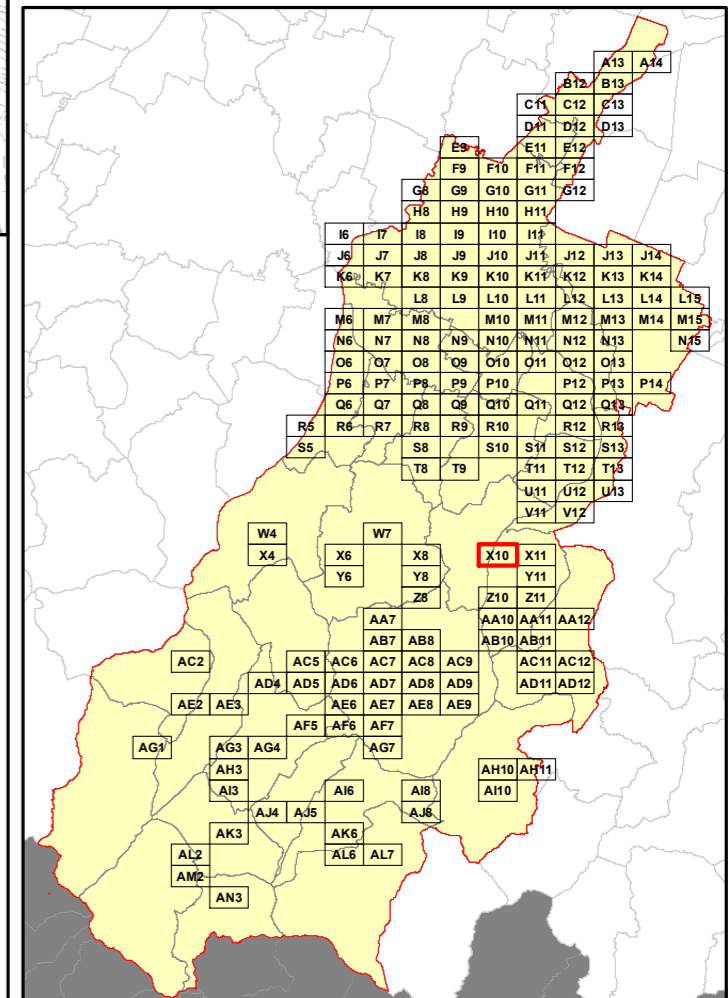 A13 A14
B12 B13
C11 C12 C13
D11 D12 D13
E9 E11 E12
F9 F10 F11 F12
G8 G9 G10 G11 G12
H8 H9 H10 H11
I6 I7 I8 I9 I10 I11
J6 J7 J8 J9 J10 J11 J12 J13 J14
K6 K7 K8 K9 K10 K11 K12 K13 K14
L8 L9 L10 L11 L12 L13 L14 L15
M6 M7 M8 M10 M11 M12 M13 M14 M15
N6 N7 N8 N9 N10 N11 N12 N13 N15
O6 O7 O8 O9 O10 O11 O12 O13
P6 P7 P8 P9 P10 P12 P13 P14
Q6 Q7 Q8 Q9 Q10 Q11 Q12 Q13
R5 R6 R7 R8 R9 R10 R12 R13
S5 S8 S10 S11 S12 S13
T8 T9 T11 T12 T13
U11 U12 U13
V11 V12
W4 W7
X4 X6 X8 X10 X11
Y6 Y8 Y11
Z8 Z10 Z11
AA7 AA10 AA11 AA12
AB7 AB8 AB10 AB11
AC2 AC5 AC6 AC7 AC8 AC9 AC11 AC12
AD4 AD5 AD6 AD7 AD8 AD9 AD11 AD12
AE2 AE3 AE6 AE7 AE8 AE9
AF5 AF6 AF7
AG1 AG3 AG4 AG7
AH3 AH10 AH11
AI3 AI6 AI8 AI10
AJ4 AJ5 AJ8
AK3 AK6
AL2 AL6 AL7
AM2
AN3